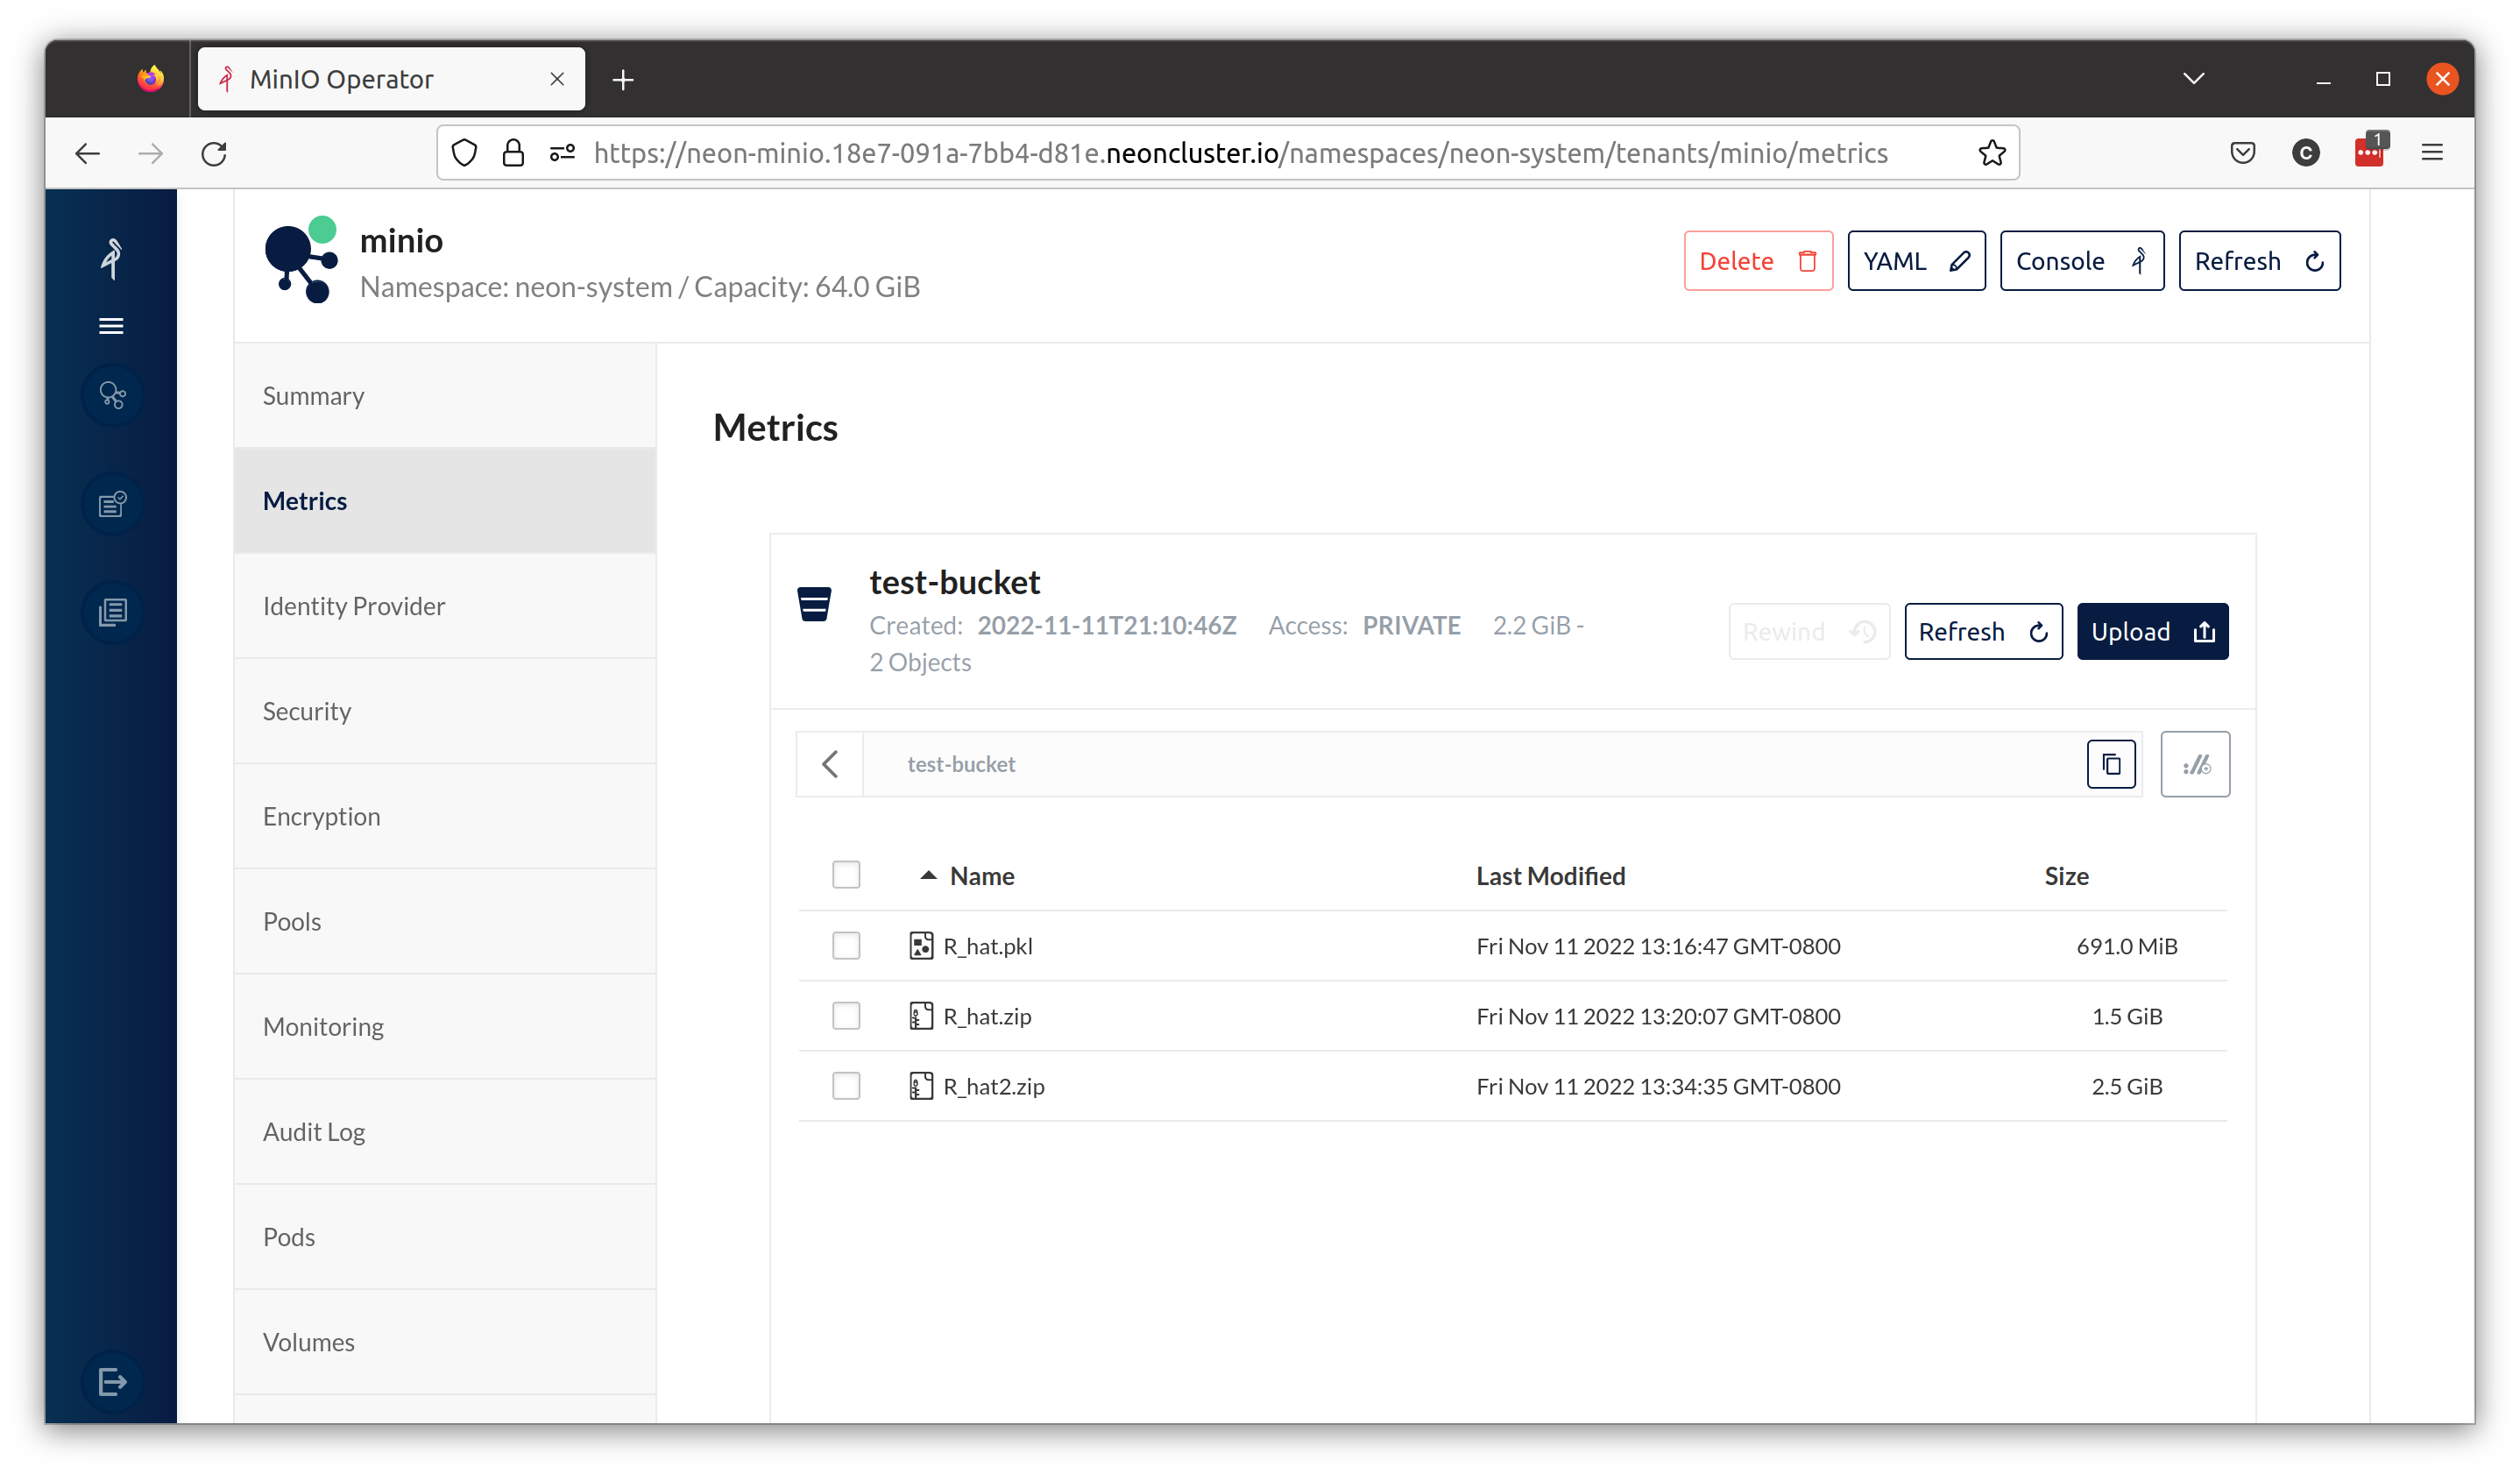 MinIO Operator
https://neon-minio.18e7-091a-7bb4-d81e.neoncluster.io/namespaces/neon-system/tenants/minio/metrics
1
minio
Namespace: neon-system / Capacity: 64.0 GiB
Delete
YAML
Console
Refresh
Summary
Metrics
Identity Provider
Security
Encryption
Pools
Monitoring
Audit Log
Pods
Volumes
Metrics
test-bucket
Created: 2022-11-11T21:10:46Z Access: PRIVATE 2.2 GiB -
2 Objects
Rewind
Refresh
Upload
test-bucket
Name Last Modified Size
R_hat.pkl Fri Nov 11 2022 13:16:47 GMT-0800 691.0 MiB
R_hat.zip Fri Nov 11 2022 13:20:07 GMT-0800 1.5 GiB
R_hat2.zip Fri Nov 11 2022 13:34:35 GMT-0800 2.5 GiB